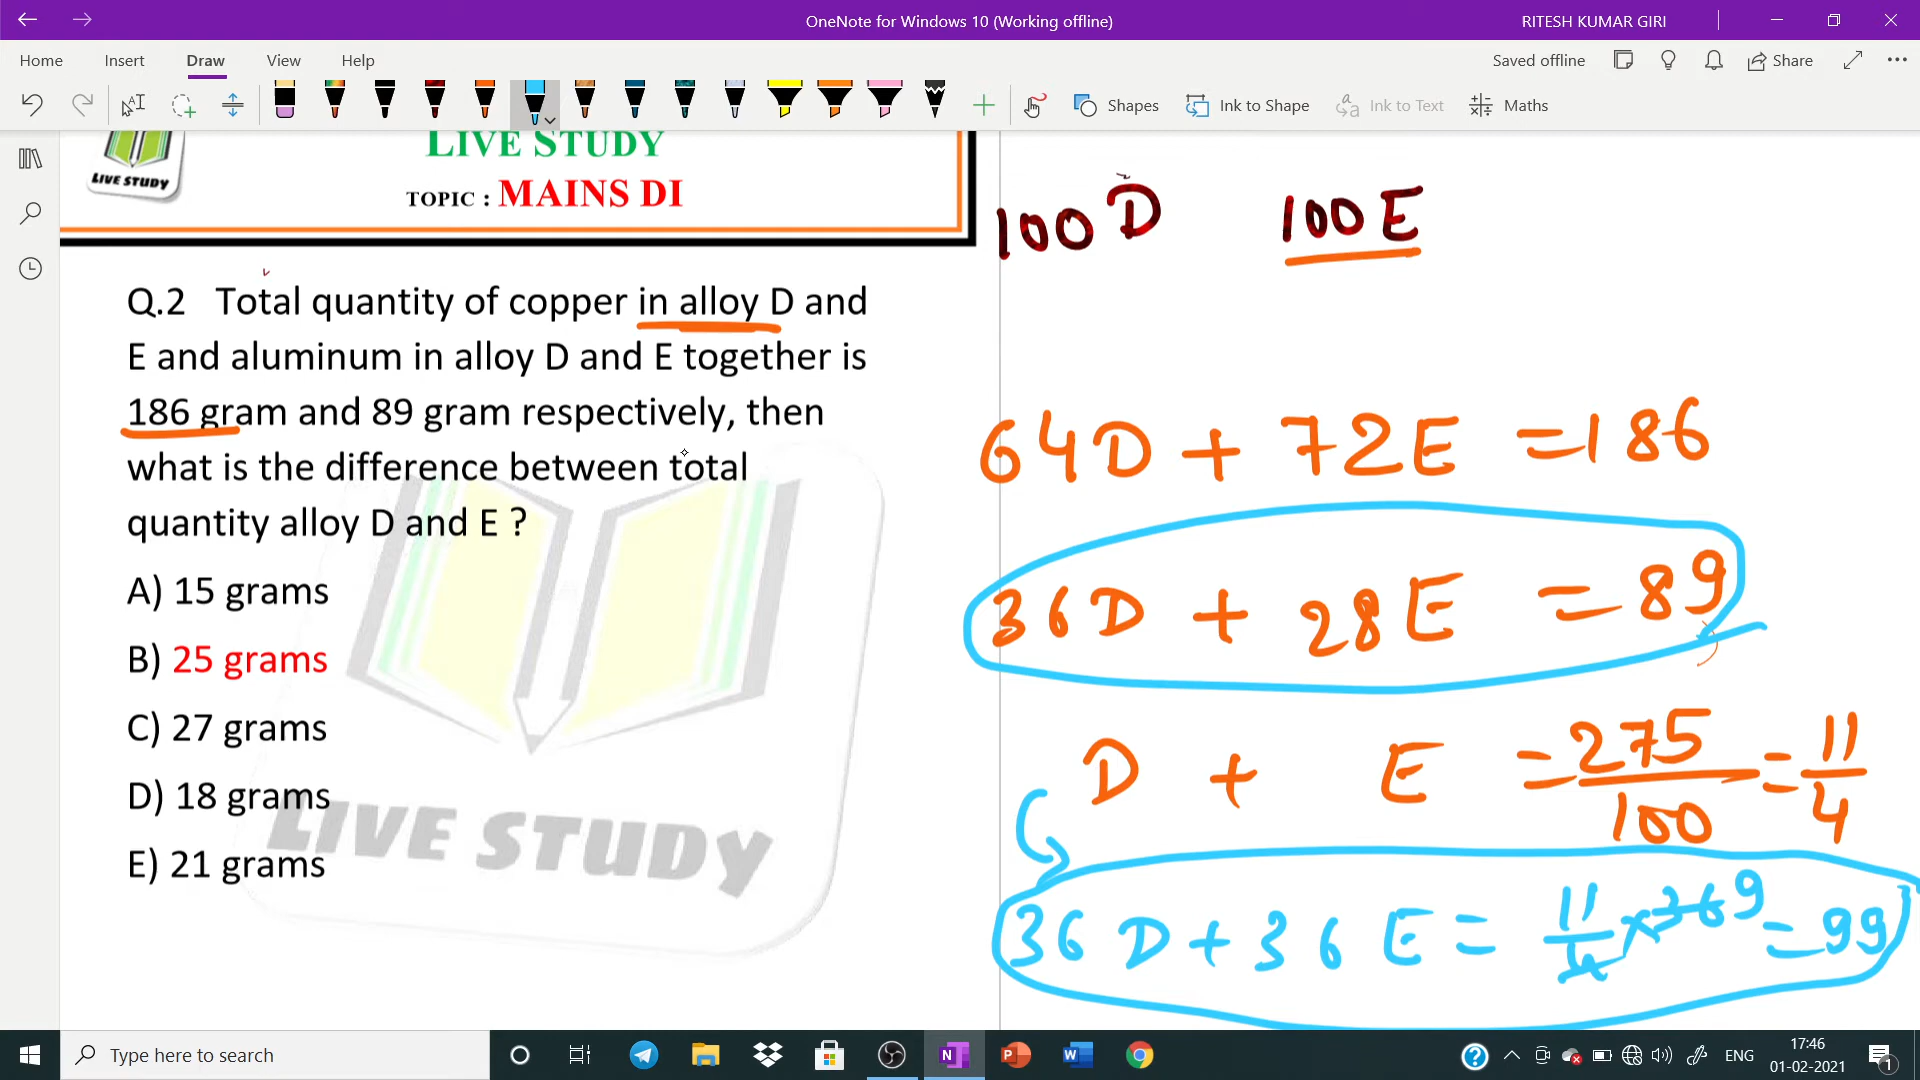 OneNote for Windows 10 (Working offline)
RITESH KUMAR GIRI
Home Insert Draw View Help
Saved offline
Share
Shapes
Ink to Shape
Ink to Text
Maths
LIVE STUDY
LIVE STUDY
TOPIC : MAINS DI
Q.2 Total quantity of copper in alloy D and
E and aluminum in alloy D and E together is
186 gram and 89 gram respectively, then
what is the difference between total
quantity alloy D and E ?
A) 15 grams
B) 25 grams
C) 27 grams
D) 18 grams
E) 21 grams
LIVE STUDY
100D 100E
64D + 72E =186
36D + 28E = 89
D + E = 275/100 = 11/4
36D+36E = 11/4 x 36 9 = 99
Type here to search
ENG
17:46
01-02-2021
1